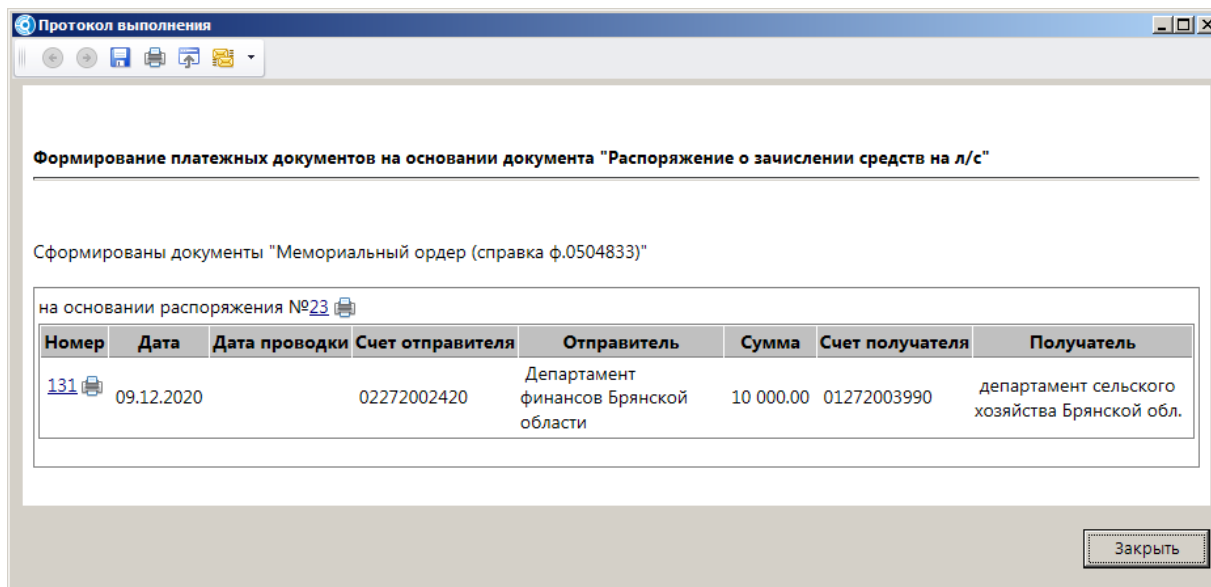 Протокол выполнения
Формирование платежных документов на основании документа "Распоряжение о зачислении средств на л/с"
Сформированы документы "Мемориальный ордер (справка ф.0504833)"
на основании распоряжения №23
Номер Дата Дата проводки Счет отправителя Отправитель Сумма Счет получателя Получатель
131 09.12.2020 02272002420 Департамент финансов Брянской области 10 000.00 01272003990 департамент сельского хозяйства Брянской обл.
Закрыть